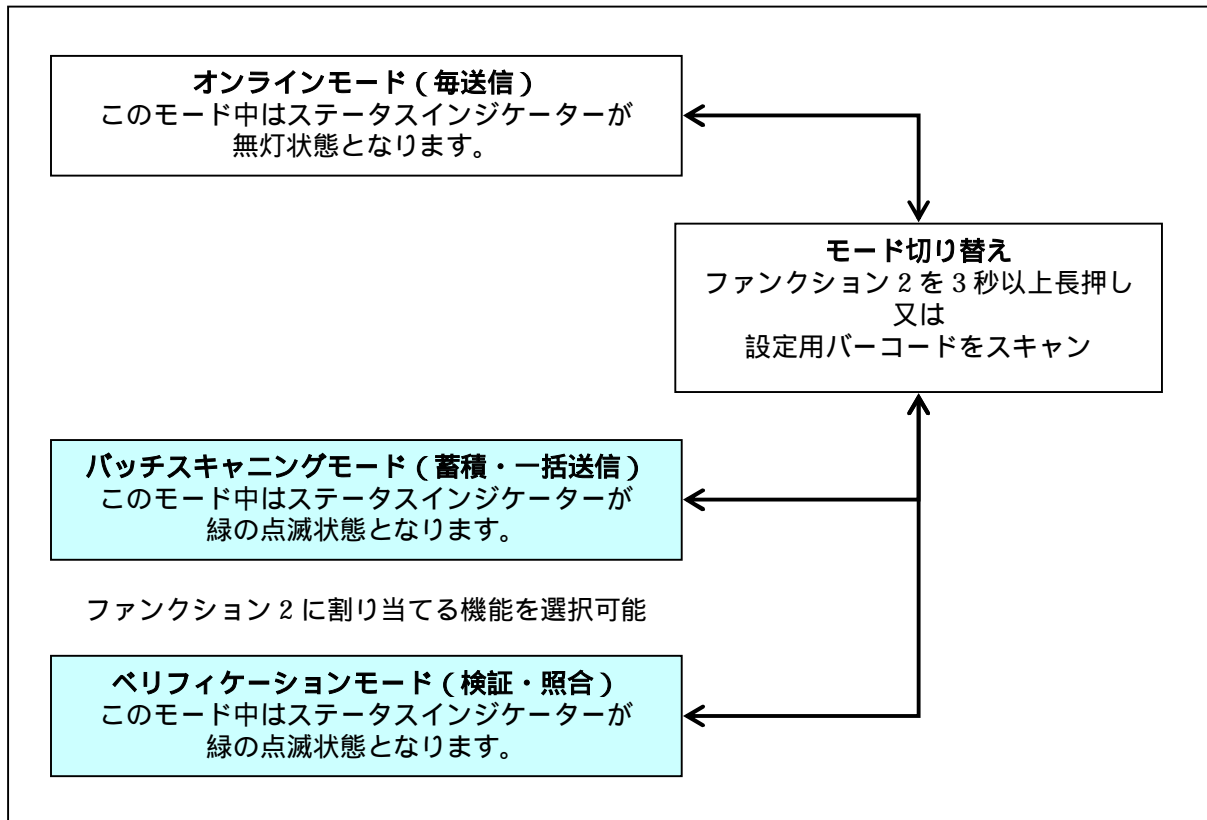 オンラインモード（毎送信）
このモード中はステータスインジケーターが
無灯状態となります。
モード切り替え
ファンクション２を３秒以上長押し
又は
設定用バーコードをスキャン
バッチスキャニングモード（蓄積・一括送信）
このモード中はステータスインジケーターが
緑の点滅状態となります。
ファンクション２に割り当てる機能を選択可能
ベリフィケーションモード（検証・照合）
このモード中はステータスインジケーターが
緑の点滅状態となります。